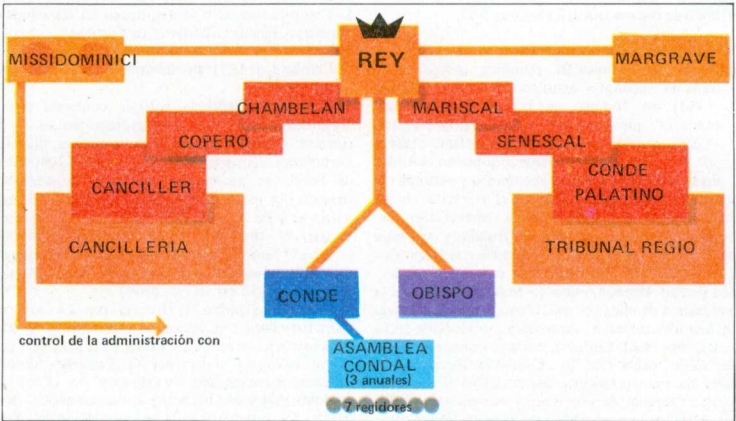 MISSIDOMINICI
REY
MARGRAVE
CHAMBELAN
MARISCAL
COPERO
SENESCAL
CANCILLER
CONDE
PALATINO
CANCILLERIA
TRIBUNAL REGIO
CONDE
OBISPO
control de la administración con
ASAMBLEA
CONDAL
(3 anuales)
7 regidores